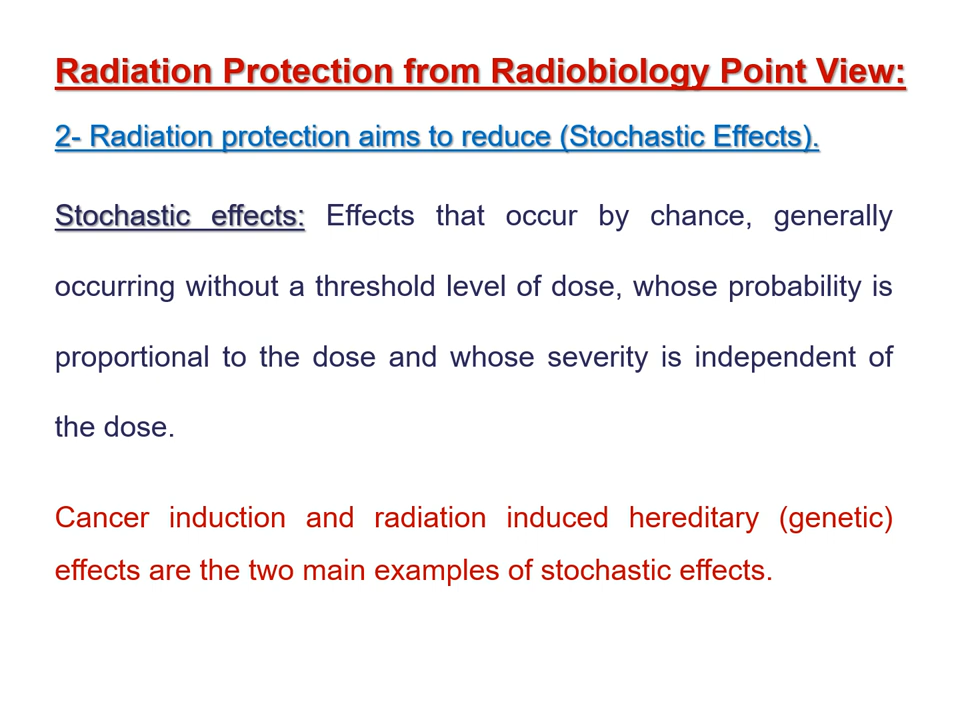 Radiation Protection from Radiobiology Point View:
2- Radiation protection aims to reduce (Stochastic Effects).
Stochastic effects: Effects that occur by chance, generally
occurring without a threshold level of dose, whose probability is
proportional to the dose and whose severity is independent of
the dose.
Cancer induction and radiation induced hereditary (genetic)
effects are the two main examples of stochastic effects.